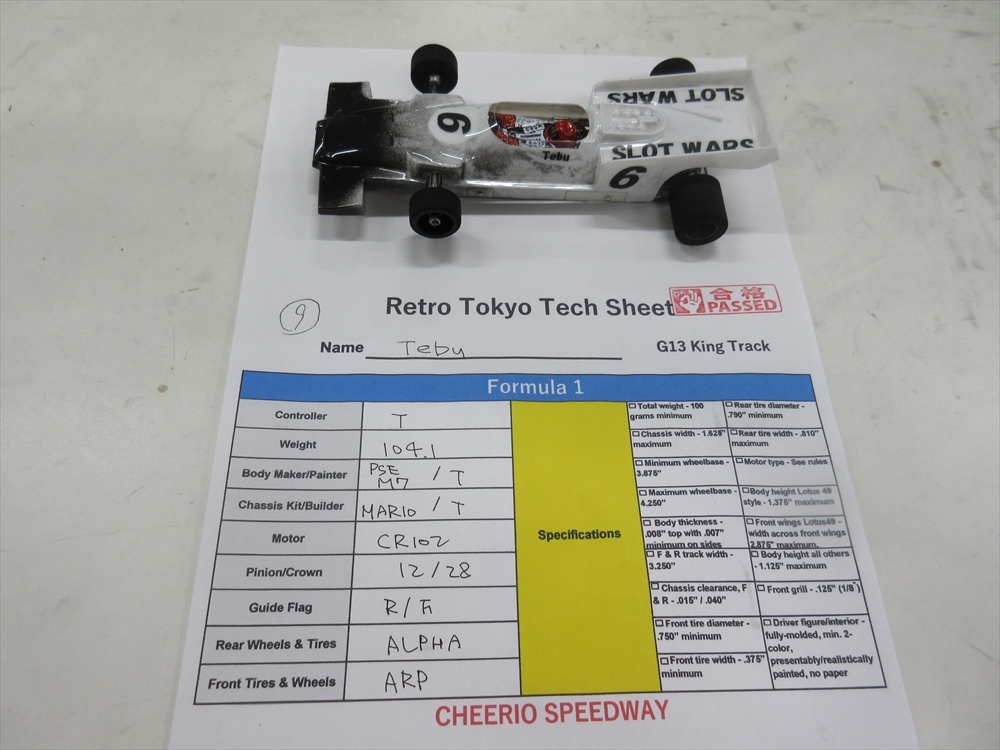 SLOT WARS
6
Tebu
SLOT WARS
6
9
Retro Tokyo Tech Sheet
合格
PASSED
Name Tebu
G13 King Track
Formula 1
Controller T
Weight 104.1
Body Maker/Painter PSE M7 / T
Chassis Kit/Builder MARIO / T
Motor CR102
Pinion/Crown 12/28
Guide Flag R/F
Rear Wheels & Tires ALPHA
Front Tires & Wheels ARP
Specifications
Total weight - 100
grams minimum
Chassis width - 1.625"
maximum
Minimum wheelbase -
3.875"
Maximum wheelbase -
4.250"
Body thickness -
.008" top with .007"
minimum on sides
F & R track width -
3.250"
Chassis clearance, F
& R - .015" / .040"
Front tire diameter -
.750" minimum
Front tire width - .375"
minimum
Rear tire diameter -
.790" minimum
Rear tire width - .810"
maximum
Motor type - See rules
Body height Lotus 49
style - 1.375" maximum
Front wings Lotus49 -
width across front wings
2.875" maximum.
Body height all others
- 1.125" maximum
Front grill - .125" (1/8")
Driver figure/interior -
fully-molded, min. 2-
color,
presentably/realistically
painted, no paper
CHEERIO SPEEDWAY